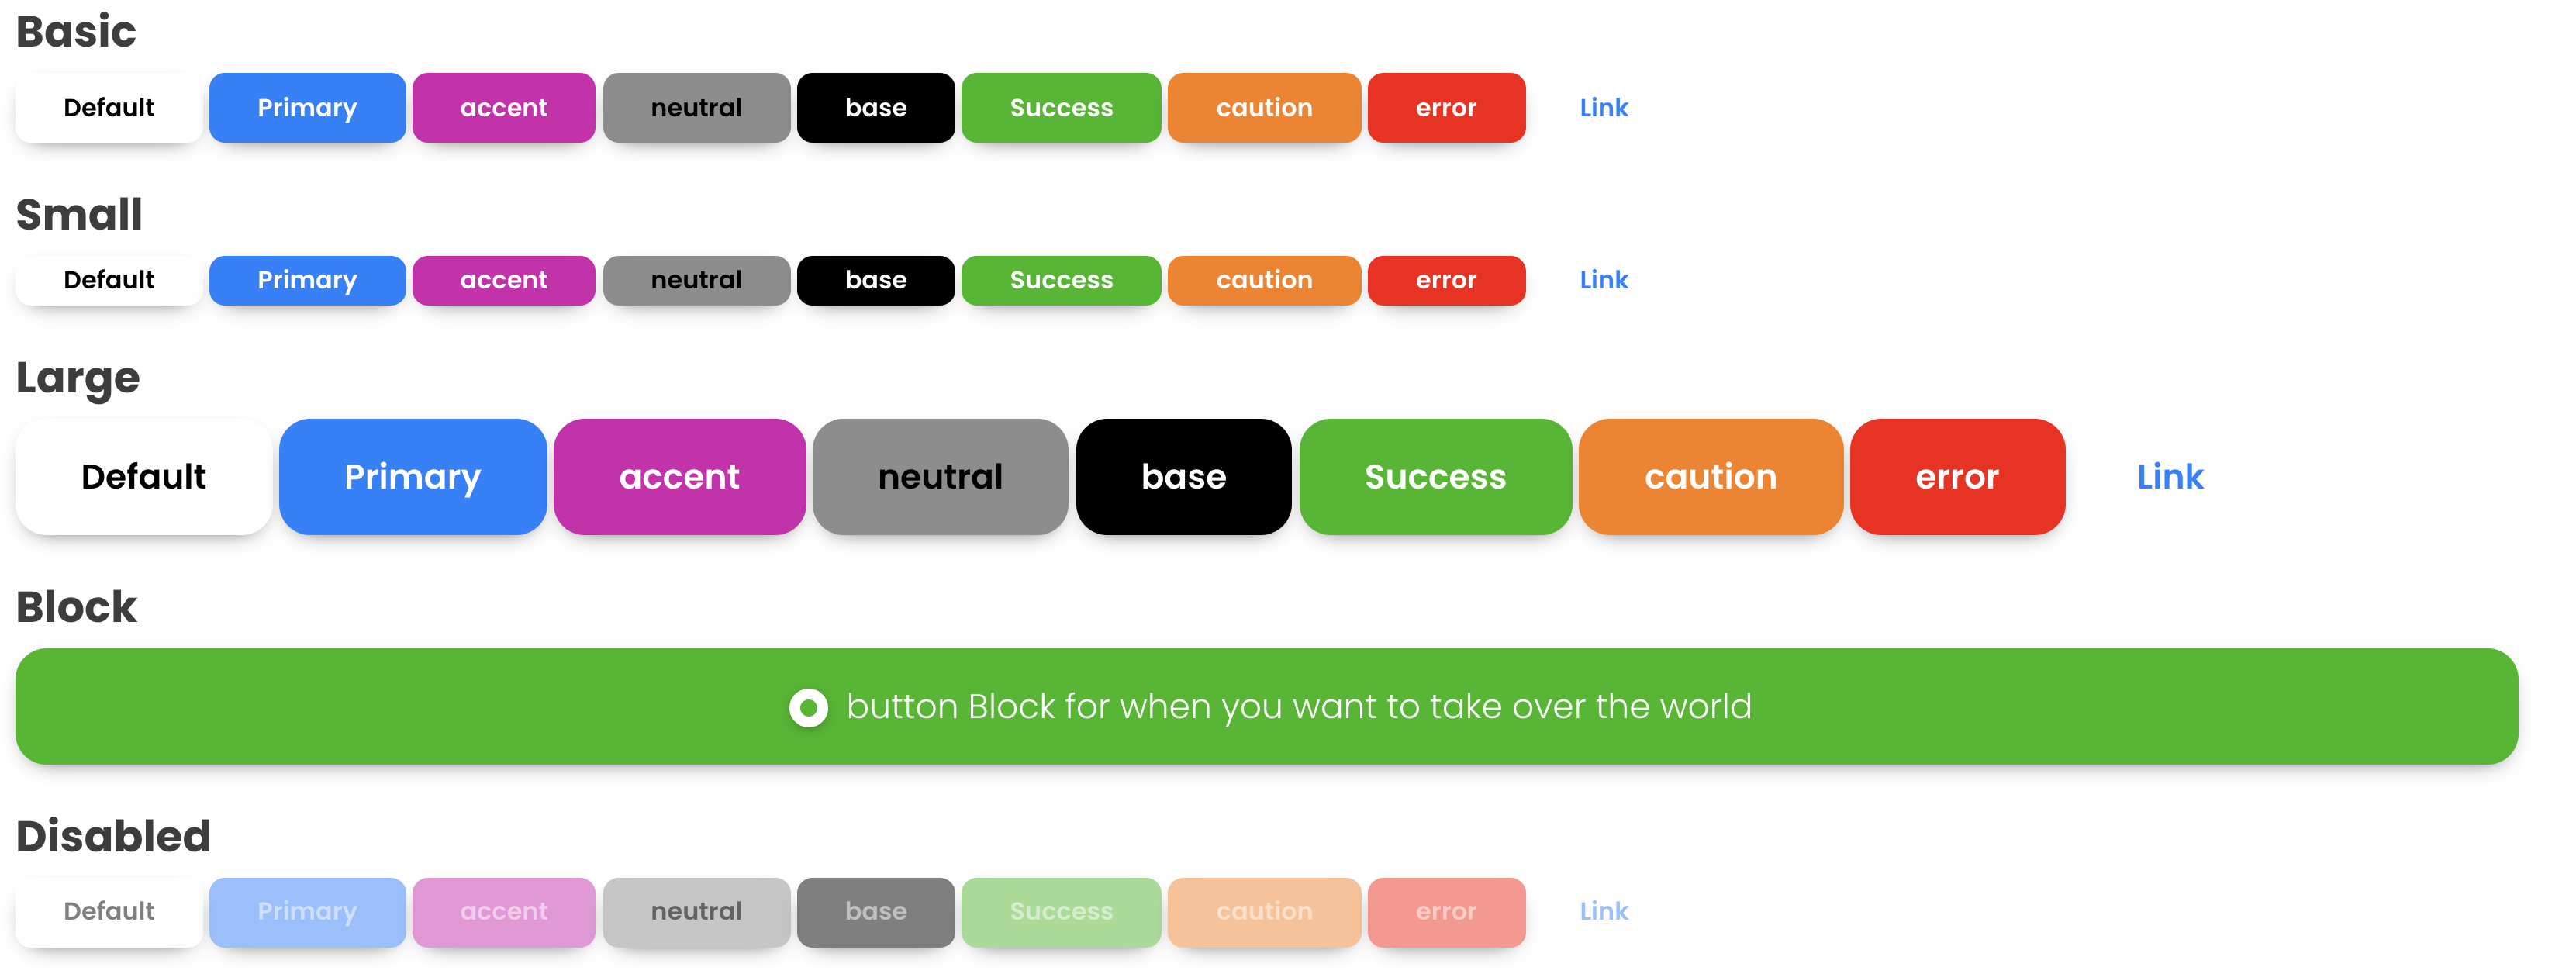 Basic
Default Primary accent neutral base Success caution error Link
Small
Default Primary accent neutral base Success caution error Link
Large
Default Primary accent neutral base Success caution error Link
Block
button Block for when you want to take over the world
Disabled
Default Primary accent neutral base Success caution error Link